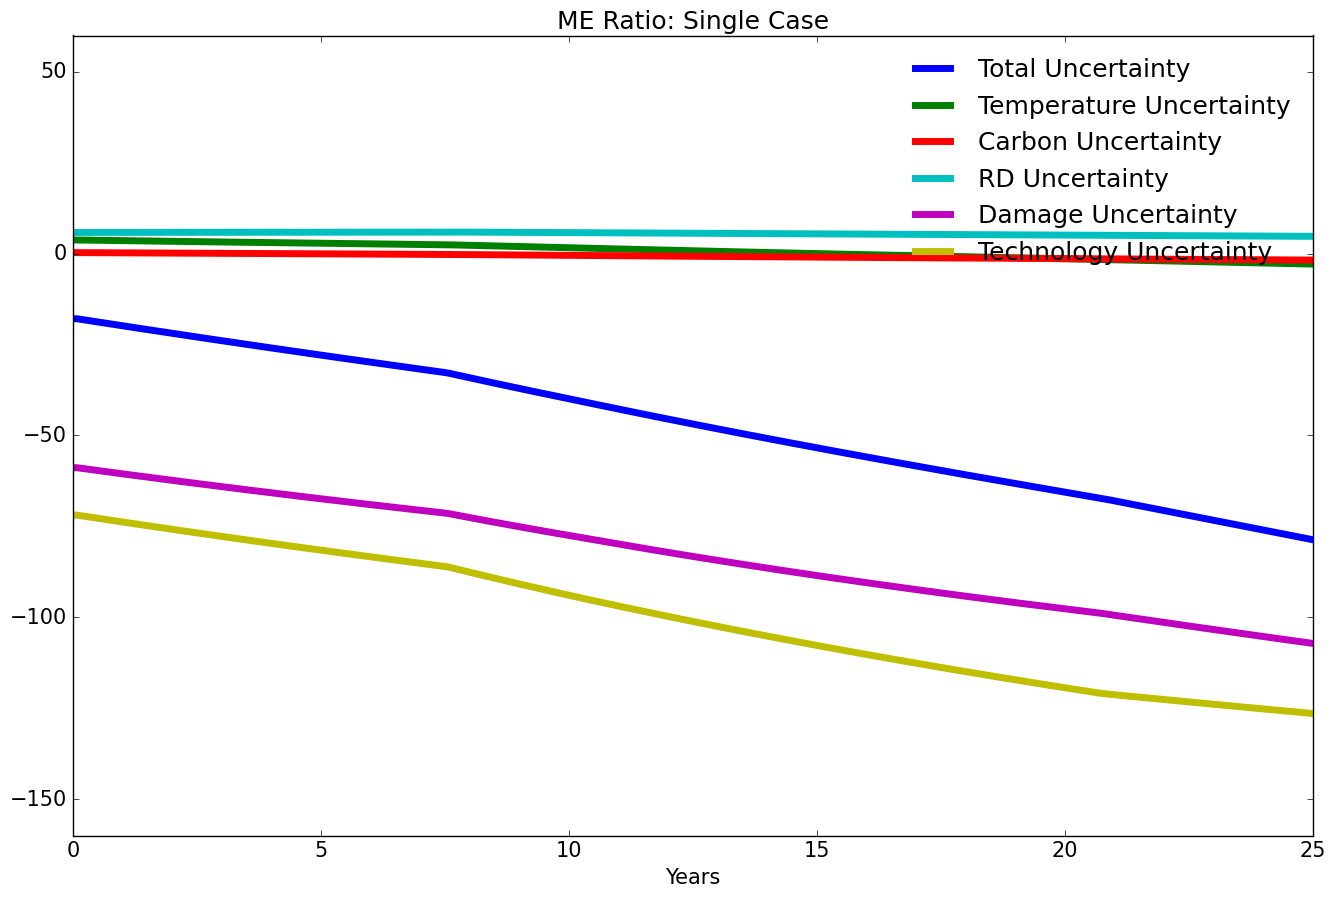 ME Ratio: Single Case
50
0
−50
−100
−150
Total Uncertainty
Temperature Uncertainty
Carbon Uncertainty
RD Uncertainty
Damage Uncertainty
Technology Uncertainty
0 5 10 15 20 25
Years